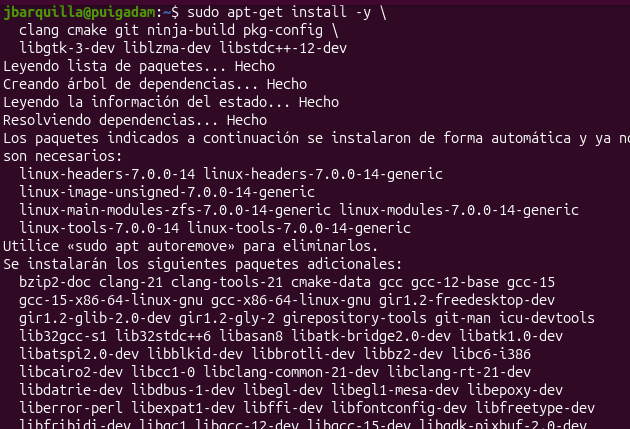 jbarquilla@puigadam:~$ sudo apt-get install -y \
clang cmake git ninja-build pkg-config \
libgtk-3-dev liblzma-dev libstdc++-12-dev
Leyendo lista de paquetes... Hecho
Creando árbol de dependencias... Hecho
Leyendo la información del estado... Hecho
Resolviendo dependencias... Hecho
Los paquetes indicados a continuación se instalaron de forma automática y ya no
son necesarios:
linux-headers-7.0.0-14 linux-headers-7.0.0-14-generic
linux-image-unsigned-7.0.0-14-generic
linux-main-modules-zfs-7.0.0-14-generic linux-modules-7.0.0-14-generic
linux-tools-7.0.0-14 linux-tools-7.0.0-14-generic
Utilice «sudo apt autoremove» para eliminarlos.
Se instalarán los siguientes paquetes adicionales:
bzip2-doc clang-21 clang-tools-21 cmake-data gcc gcc-12-base gcc-15
gcc-15-x86-64-linux-gnu gcc-x86-64-linux-gnu gir1.2-freedesktop-dev
gir1.2-glib-2.0-dev gir1.2-gly-2 girepository-tools git-man icu-devtools
lib32gcc-s1 lib32stdc++6 libasan8 libatk-bridge2.0-dev libatk1.0-dev
libatspi2.0-dev libblkid-dev libbrotli-dev libbz2-dev libc6-i386
libcairo2-dev libcc1-0 libclang-common-21-dev libclang-rt-21-dev
libdatrie-dev libdbus-1-dev libegl-dev libegl1-mesa-dev libepoxy-dev
liberror-perl libexpat1-dev libffi-dev libfontconfig-dev libfreetype-dev
libfribidi-dev libgc1 libgcc-12-dev libgcc-15-dev libgdk-pixbuf-2.0-dev